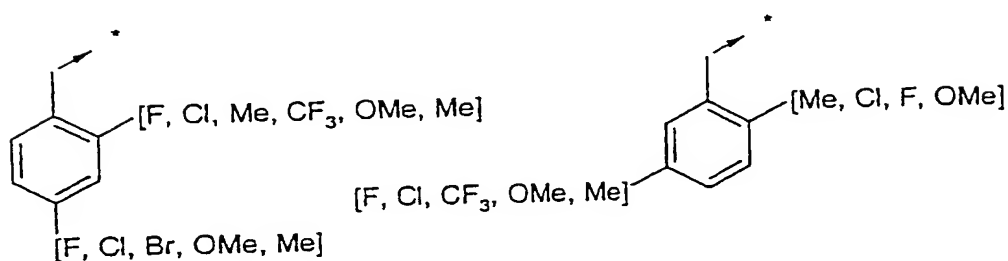 *
*
[F, Cl, Me, CF₃, OMe, Me]
[Me, Cl, F, OMe]
[F, Cl, CF₃, OMe, Me]
[F, Cl, Br, OMe, Me]